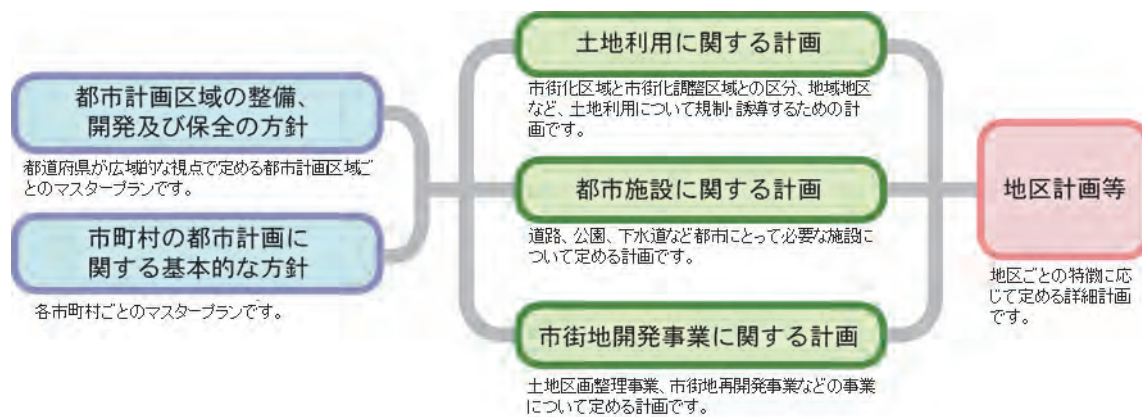 都市計画区域の整備、
開発及び保全の方針
都道府県が広域的な視点で定める都市計画区域ご
とのマスタープランです。
市町村の都市計画に
関する基本的な方針
各市町村ごとのマスタープランです。
土地利用に関する計画
市街化区域と市街化調整区域との区分、地域地区
など、土地利用について規制・誘導するための計
画です。
都市施設に関する計画
道路、公園、下水道など都市にとって必要な施設に
ついて定める計画です。
市街地開発事業に関する計画
土地区画整理事業、市街地再開発事業などの事業
について定める計画です。
地区計画等
地区ごとの特徴に応
じて定める詳細計画
です。